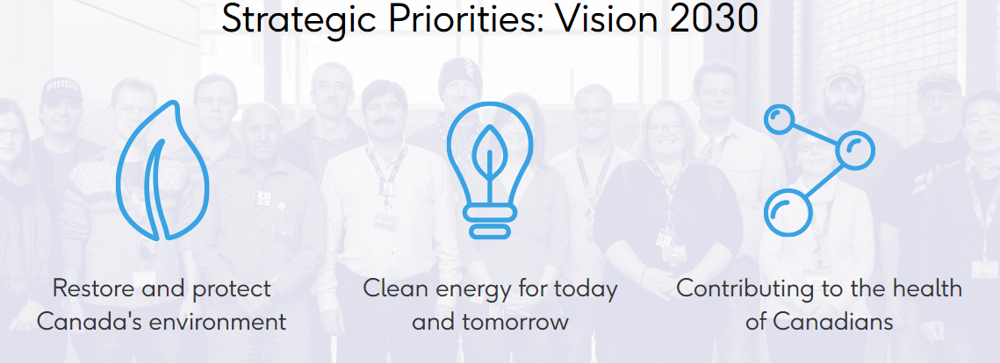 Strategic Priorities: Vision 2030
Restore and protect
Canada's environment
Clean energy for today
and tomorrow
Contributing to the health
of Canadians